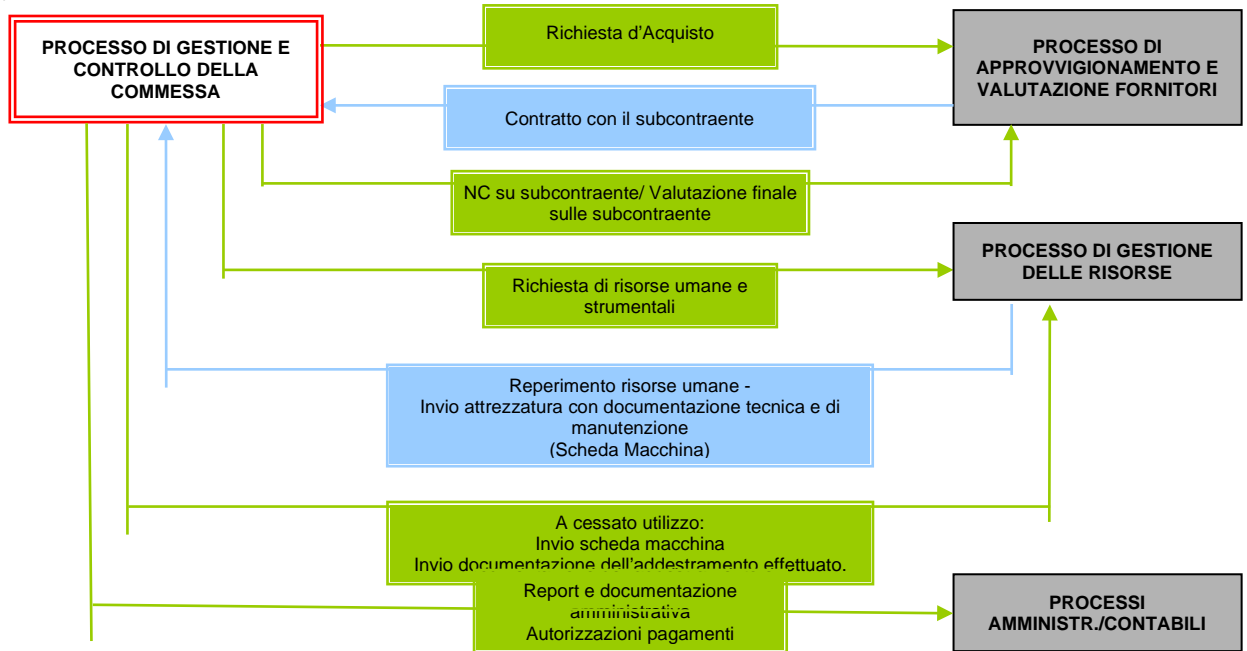 PROCESSO DI GESTIONE E
CONTROLLO DELLA
COMMESSA
Richiesta d'Acquisto
PROCESSO DI
APPROVVIGIONAMENTO E
VALUTAZIONE FORNITORI
Contratto con il subcontraente
NC su subcontraente/ Valutazione finale
sulle subcontraente
PROCESSO DI GESTIONE
DELLE RISORSE
Richiesta di risorse umane e
strumentali
Reperimento risorse umane -
Invio attrezzatura con documentazione tecnica e di
manutenzione
(Scheda Macchina)
A cessato utilizzo:
Invio scheda macchina
Invio documentazione dell'addestramento effettuato.
Report e documentazione
amministrativa
Autorizzazioni pagamenti
PROCESSI
AMMINISTR./CONTABILI